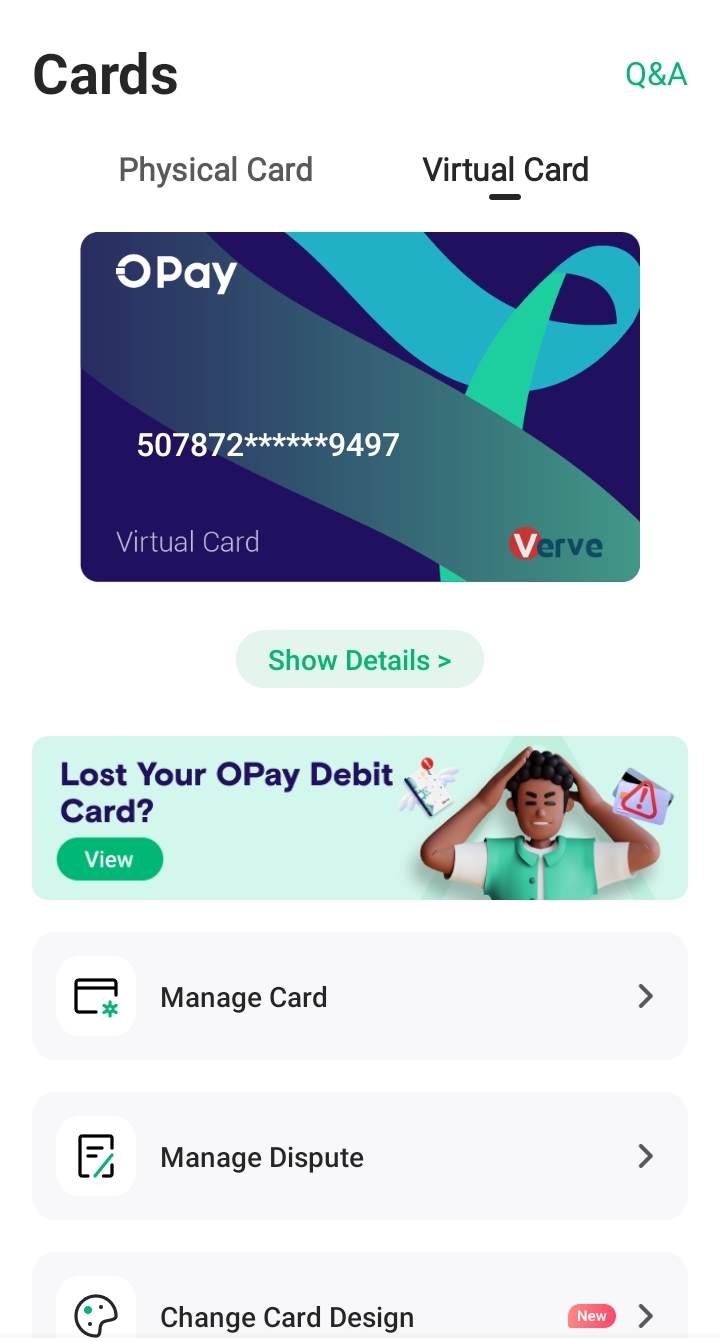 Cards
Q&A
Physical Card
Virtual Card
OPay
507872******9497
Virtual Card
Verve
Show Details >
Lost Your OPay Debit
Card?
View
Manage Card
Manage Dispute
Change Card Design
New